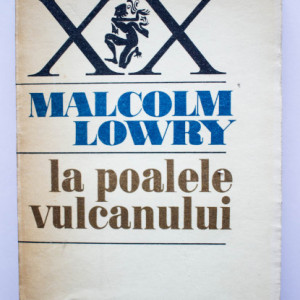 XX
MALCOLM
LOWRY
la poalele
vulcanului